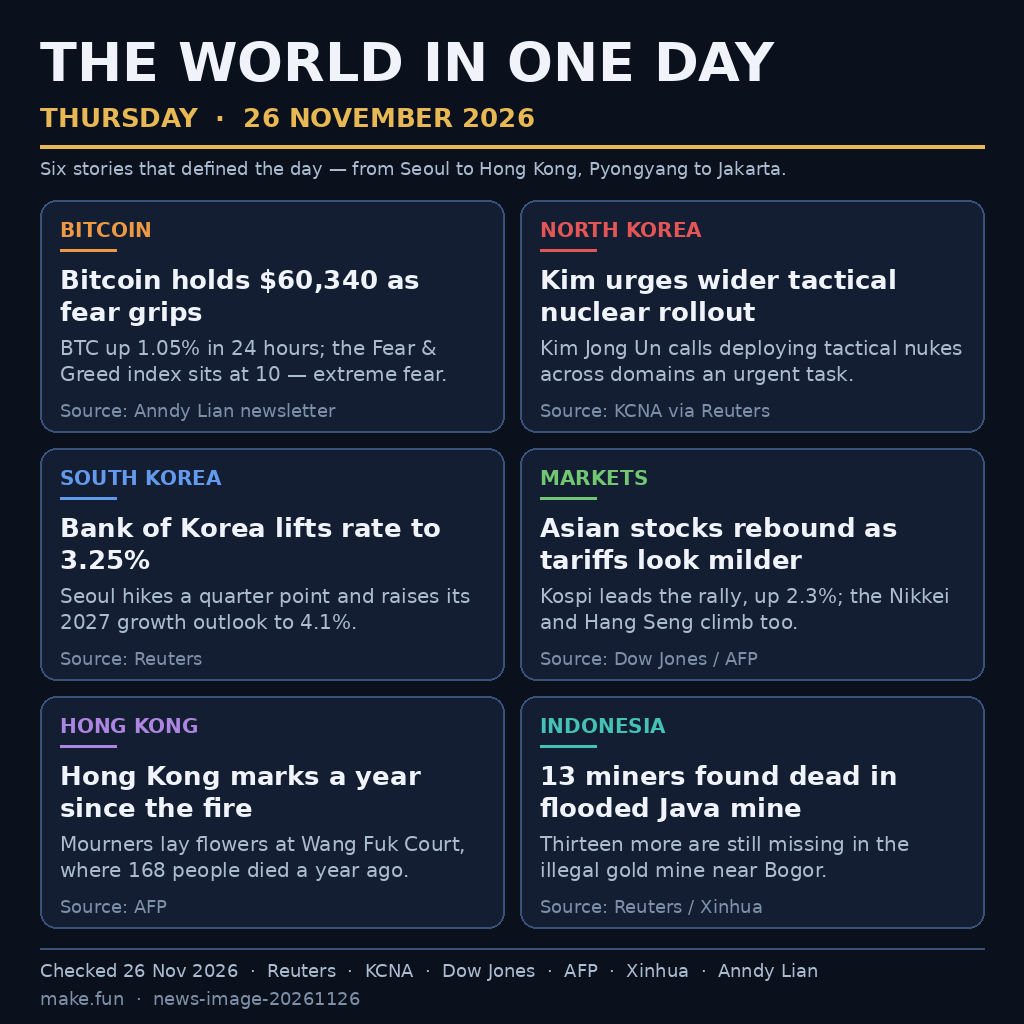 THE WORLD IN ONE DAY
THURSDAY · 26 NOVEMBER 2026
Six stories that defined the day — from Seoul to Hong Kong, Pyongyang to Jakarta.
BITCOIN
Bitcoin holds $60,340 as
fear grips
BTC up 1.05% in 24 hours; the Fear &
Greed index sits at 10 — extreme fear.
Source: Anndy Lian newsletter
NORTH KOREA
Kim urges wider tactical
nuclear rollout
Kim Jong Un calls deploying tactical nukes
across domains an urgent task.
Source: KCNA via Reuters
SOUTH KOREA
Bank of Korea lifts rate to
3.25%
Seoul hikes a quarter point and raises its
2027 growth outlook to 4.1%.
Source: Reuters
MARKETS
Asian stocks rebound as
tariffs look milder
Kospi leads the rally, up 2.3%; the Nikkei
and Hang Seng climb too.
Source: Dow Jones / AFP
HONG KONG
Hong Kong marks a year
since the fire
Mourners lay flowers at Wang Fuk Court,
where 168 people died a year ago.
Source: AFP
INDONESIA
13 miners found dead in
flooded Java mine
Thirteen more are still missing in the
illegal gold mine near Bogor.
Source: Reuters / Xinhua
Checked 26 Nov 2026 · Reuters · KCNA · Dow Jones · AFP · Xinhua · Anndy Lian
make.fun · news-image-20261126